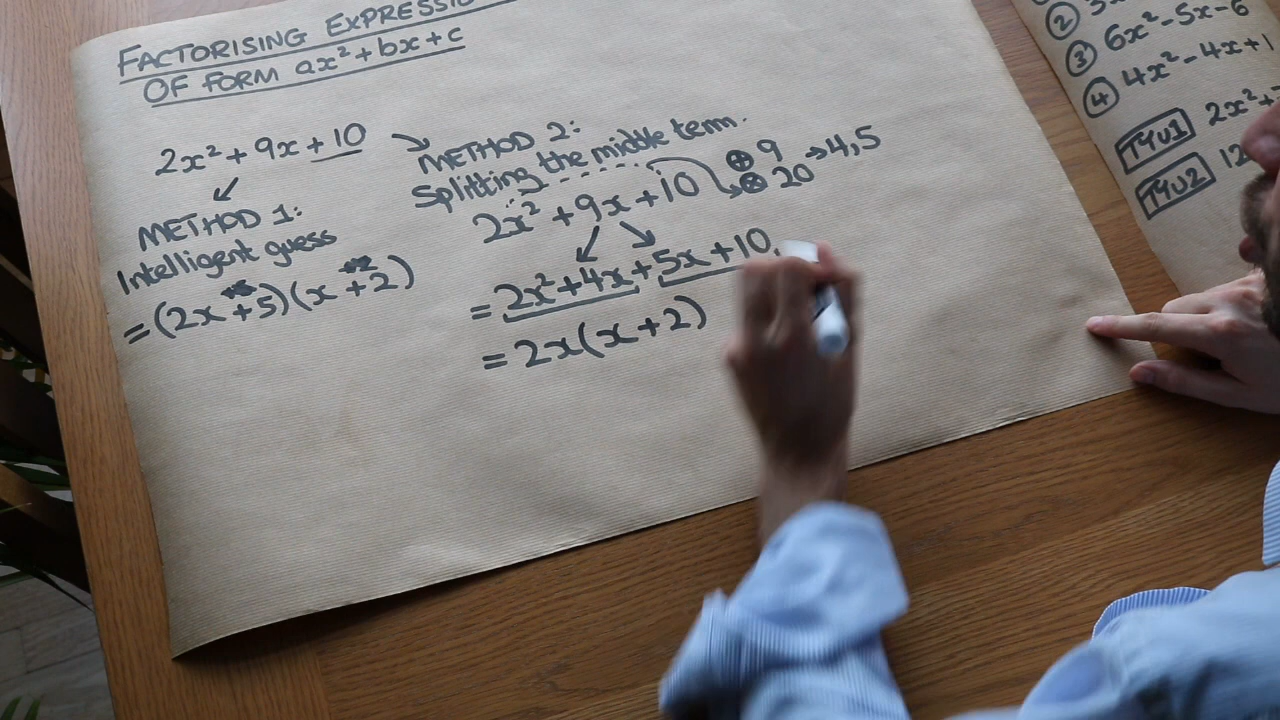 FACTORISING
OF FORM ax² + bx + c
2x² + 9x + 10
METHOD 1:
Intelligent guess
= (2x +5)(x +2)
METHOD 2:
Splitting the middle term.
⊕ 9
⊗ 20 → 4,5
2x² + 9x + 10
= 2x² + 4x + 5x + 10
= 2x(x + 2)
②
③ 6x² - 5x - 6
④ 4x² - 4x + 1
TYU1 2x² +
TYU2 12